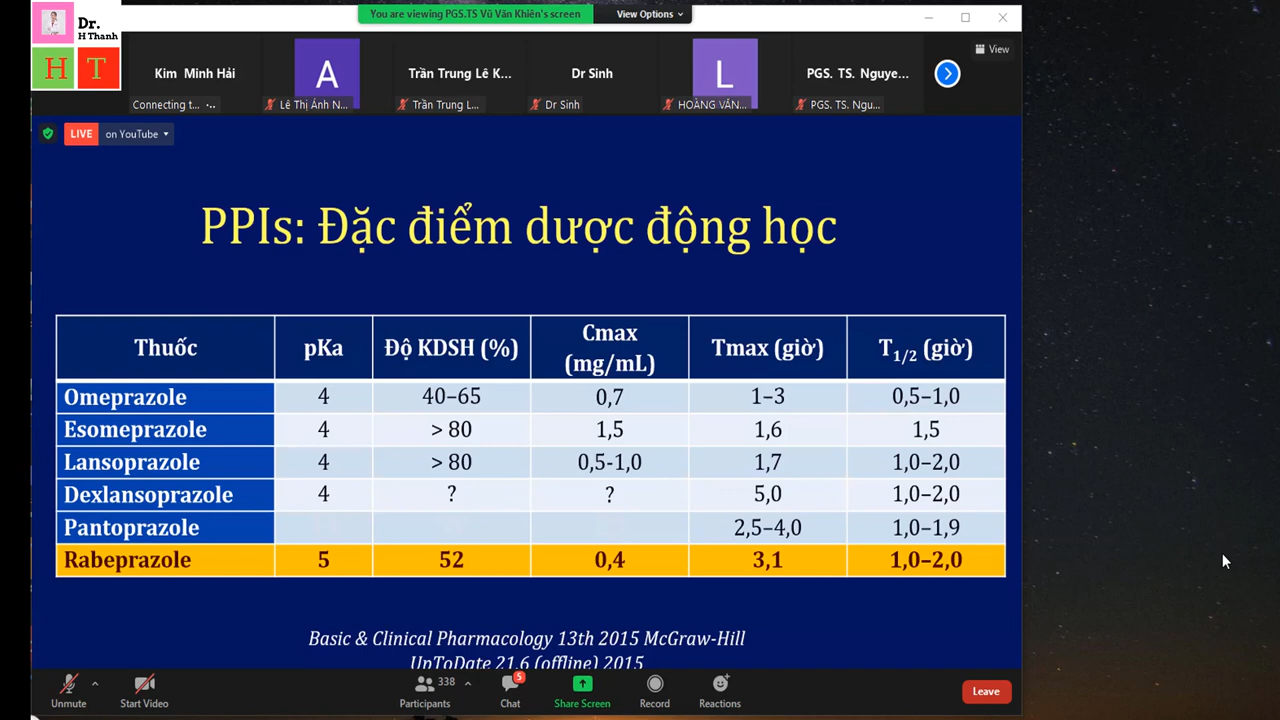 Dr.
H Thanh
H T
You are viewing PGS.TS Vũ Văn Khiên's screen
View Options
Kim Minh Hải
A
Trần Trung Lê K...
Dr Sinh
L
PGS. TS. Nguye...
View
Connecting t...
Lê Thị Ánh N...
Trần Trung L...
Dr Sinh
HOÀNG VĂN...
PGS. TS. Ngu...
LIVE on YouTube
PPIs: Đặc điểm dược động học
Thuốc pKa Độ KDSH (%) Cmax (mg/mL) Tmax (giờ) T1/2 (giờ)
Omeprazole 4 40–65 0,7 1–3 0,5–1,0
Esomeprazole 4 > 80 1,5 1,6 1,5
Lansoprazole 4 > 80 0,5-1,0 1,7 1,0–2,0
Dexlansoprazole 4 ? ? 5,0 1,0–2,0
Pantoprazole 2,5–4,0 1,0–1,9
Rabeprazole 5 52 0,4 3,1 1,0–2,0
Basic & Clinical Pharmacology 13th 2015 McGraw-Hill
UpToDate 21.6 (offline) 2015
Unmute
Start Video
338
Participants
5
Chat
Share Screen
Record
Reactions
Leave